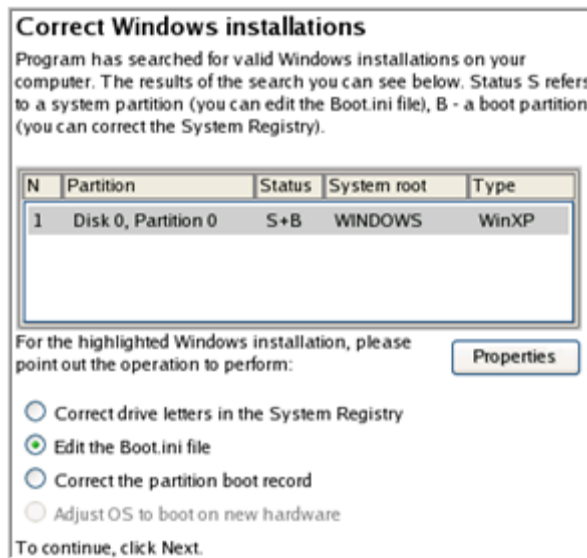 Correct Windows installations
Program has searched for valid Windows installations on your
computer. The results of the search you can see below. Status S refers
to a system partition (you can edit the Boot.ini file), B - a boot partition
(you can correct the System Registry).
N Partition Status System root Type
1 Disk 0, Partition 0 S+B WINDOWS WinXP
For the highlighted Windows installation, please
point out the operation to perform:
Properties
Correct drive letters in the System Registry
Edit the Boot.ini file
Correct the partition boot record
Adjust OS to boot on new hardware
To continue, click Next.